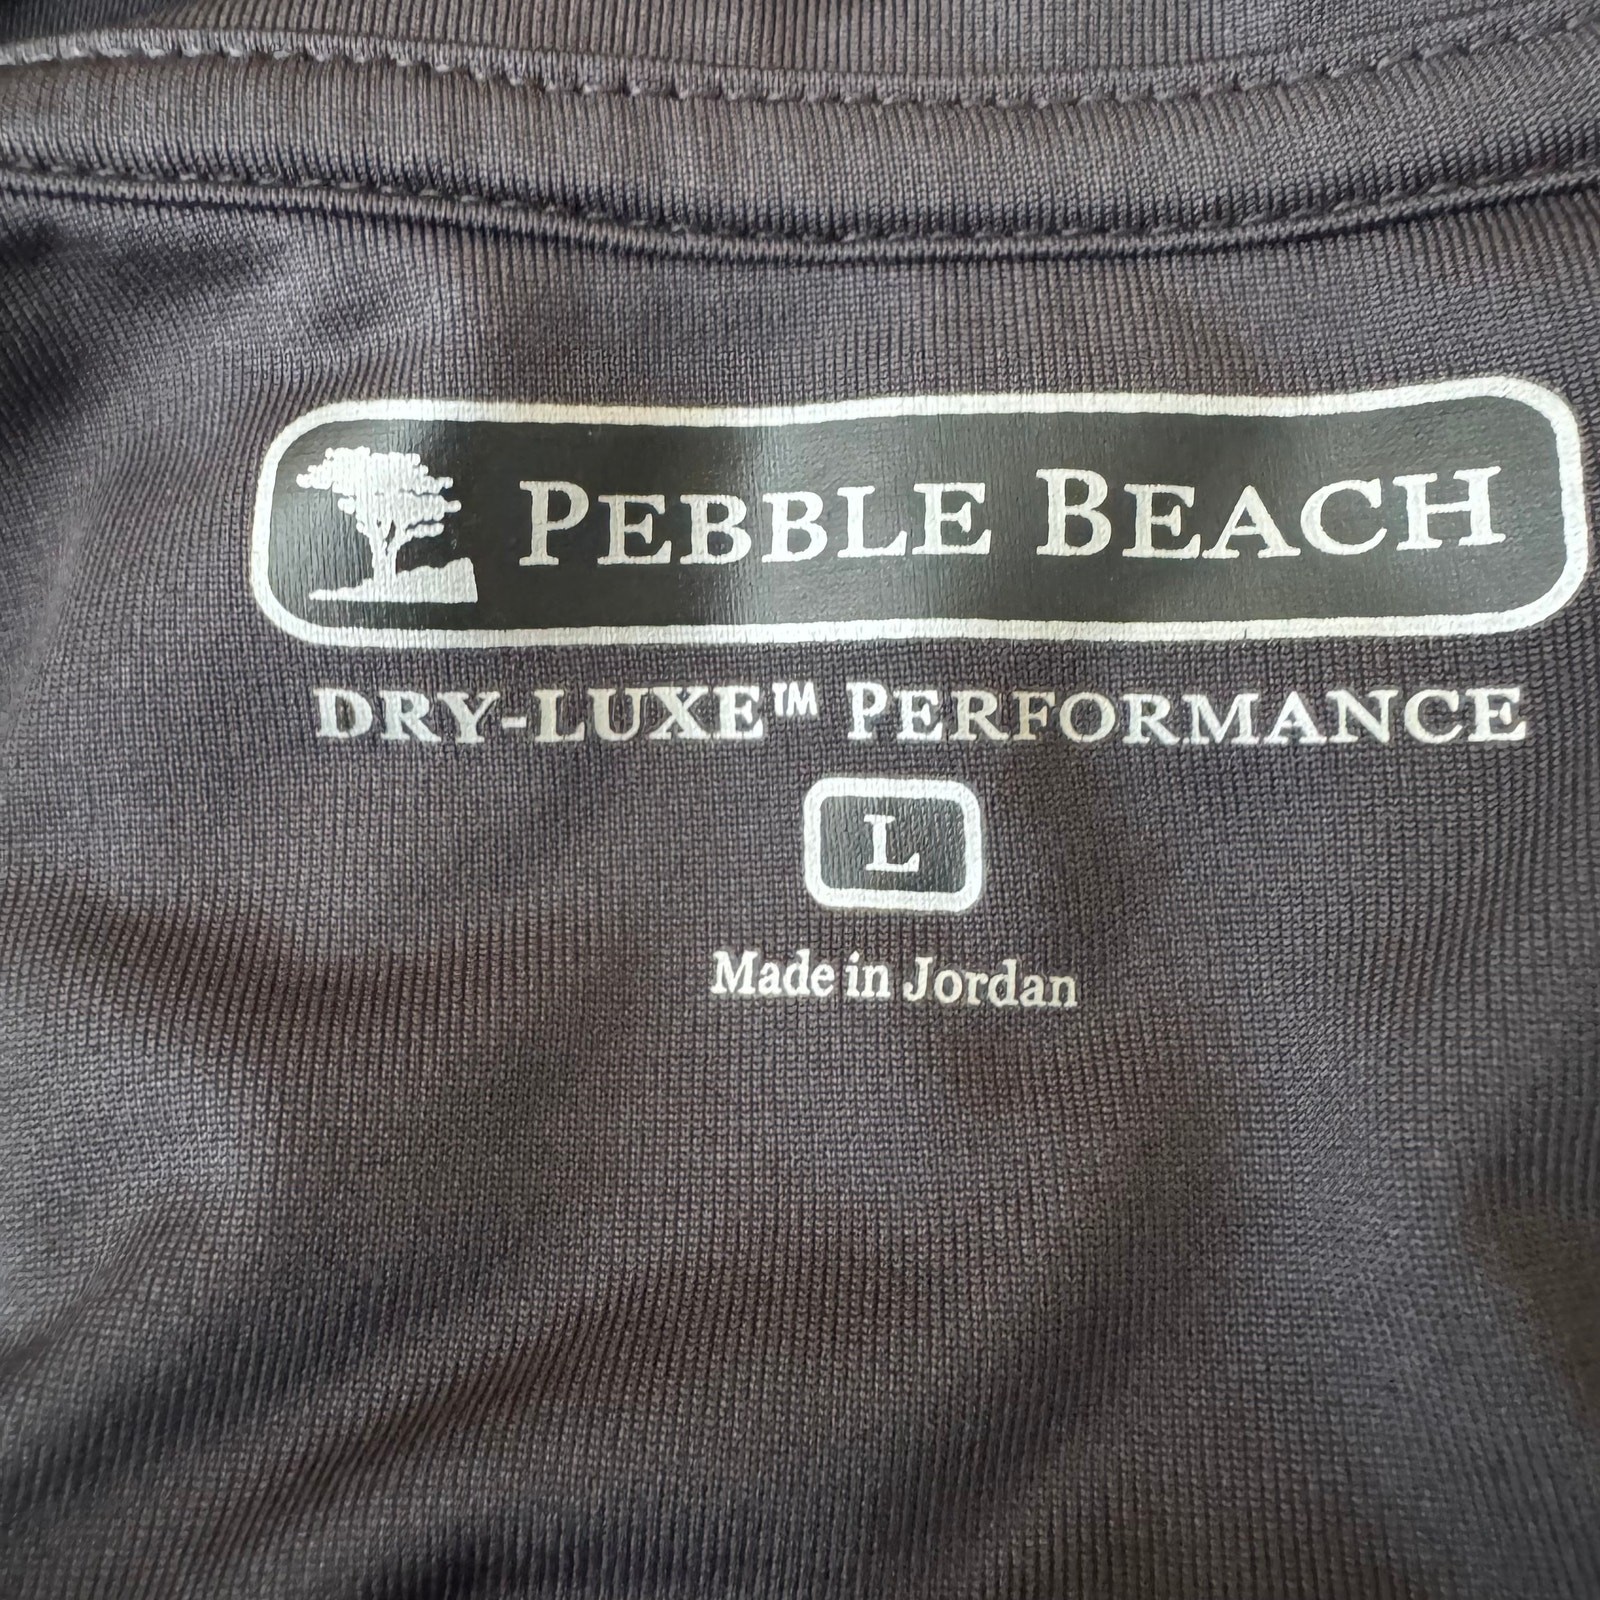 PEBBLE BEACH
DRY-LUXE™ PERFORMANCE
L
Made in Jordan